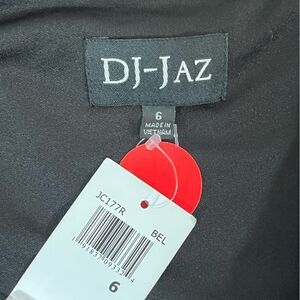 DJ-JAZ
6
MADE IN
VIETNAM
JC177R
BEL
6